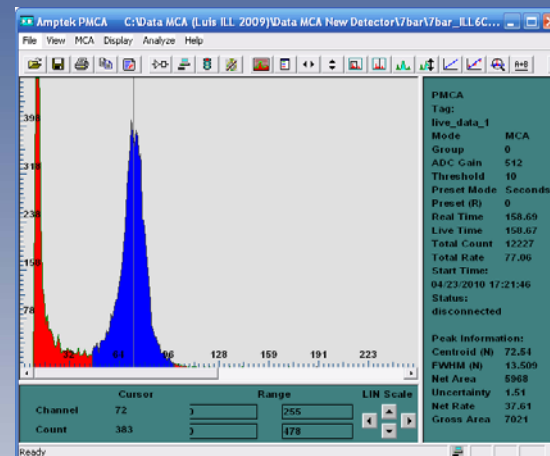 Amptek PMCA C:\Data MCA (Luis ILL 2009)\Data MCA New Detector\7bar\7bar_ILL6C...
File View MCA Display Analyze Help
398
318
238
158
78
32 64 96 128 159 191 223
PMCA
Tag:
live_data_1
Mode MCA
Group 0
ADC Gain 512
Threshold 10
Preset Mode Seconds
Preset (R) 0
Real Time 158.69
Live Time 158.67
Total Count 12227
Total Rate 77.06
Start Time:
04/23/2010 17:21:46
Status:
disconnected
Peak Information:
Centroid (N) 72.54
FWHM (N) 13.509
Net Area 5968
Uncertainty 1.51
Net Rate 37.61
Gross Area 7021
Cursor Range LIN Scale
Channel 72 255
Count 383 478
Ready